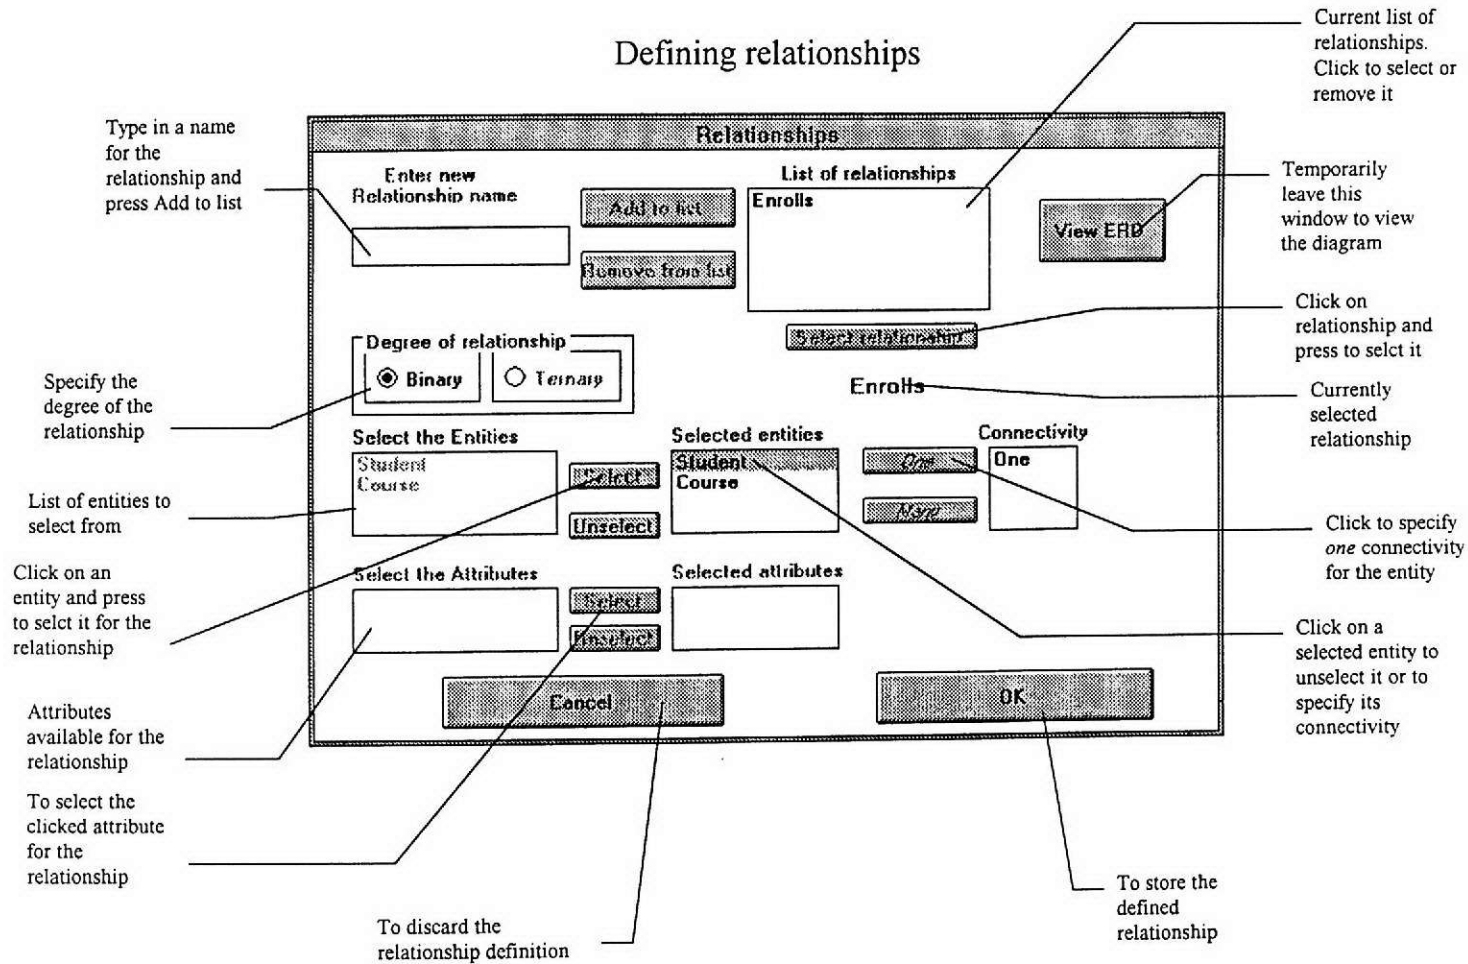 Defining relationships
Current list of
relationships.
Click to select or
remove it
Type in a name
for the
relationship and
press Add to list
Relationships
Enter new
Relationship name
Add to list
Remove from list
List of relationships
Enrolls
View ERD
Temporarily
leave this
window to view
the diagram
Select relationship
Click on
relationship and
press to selct it
Degree of relationship
Binary
Ternary
Specify the
degree of the
relationship
Enrolls
Currently
selected
relationship
Select the Entities
Student
Course
Select
Unselect
Selected entities
Student
Course
One
Many
Connectivity
One
List of entities to
select from
Click to specify
one connectivity
for the entity
Click on an
entity and press
to selct it for the
relationship
Select the Attributes
Select
Unselect
Selected attributes
Click on a
selected entity to
unselect it or to
specify its
connectivity
Cancel
OK
Attributes
available for the
relationship
To select the
clicked attribute
for the
relationship
To discard the
relationship definition
To store the
defined
relationship